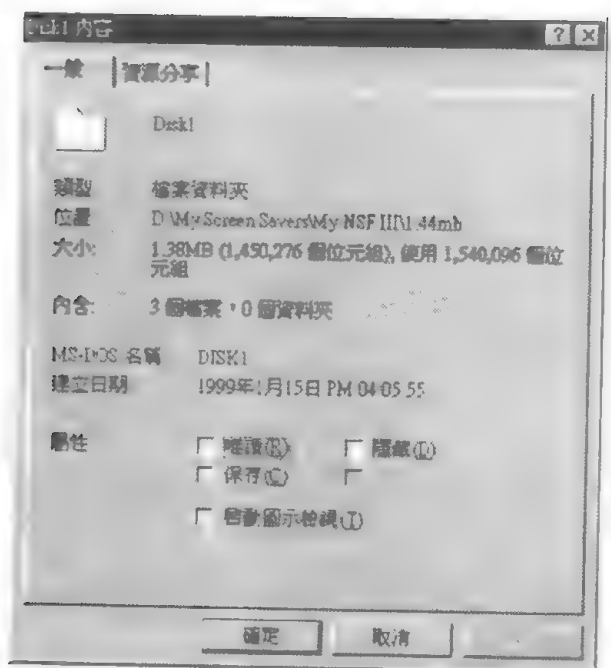 Disk1 內容
一般 資源分享
Disk1
類型 檔案資料夾
位置 D:\My Screen Savers\My NSF III\1.44mb
大小: 1.38MB (1,450,276 個位元組), 使用 1,540,096 個位
元組
內含: 3 個檔案，0 個資料夾
MS-DOS 名稱 DISK1
建立日期 1999年1月15日 PM 04:05:55
屬性 唯讀(R) 隱藏(D)
保存(C)
啓動圖示檢視(T)
確定 取消